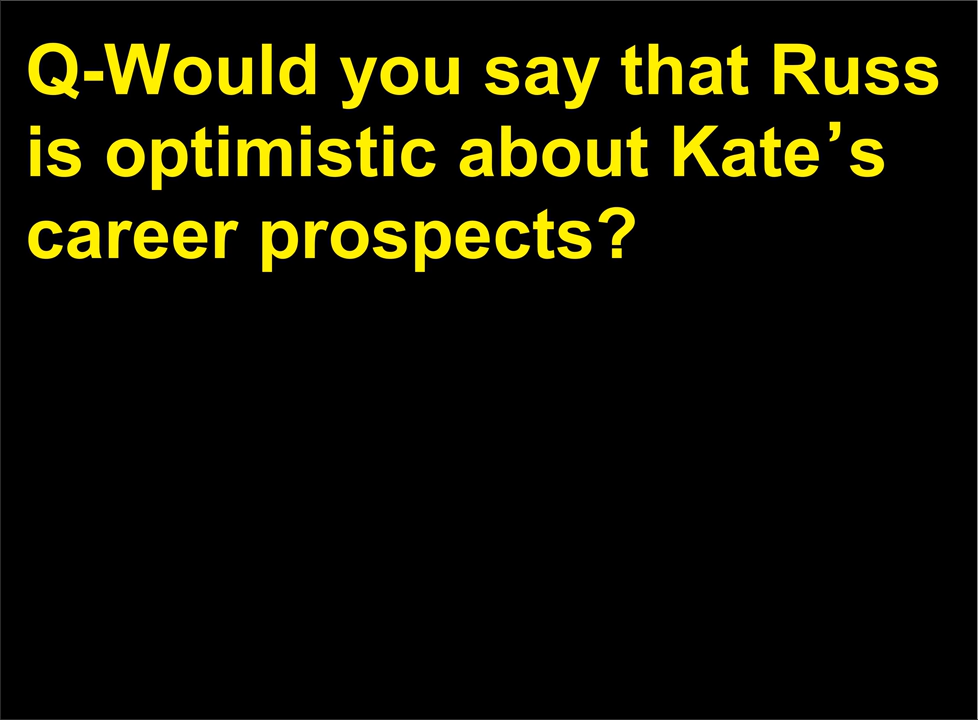 Q-Would you say that Russ
is optimistic about Kate’s
career prospects?